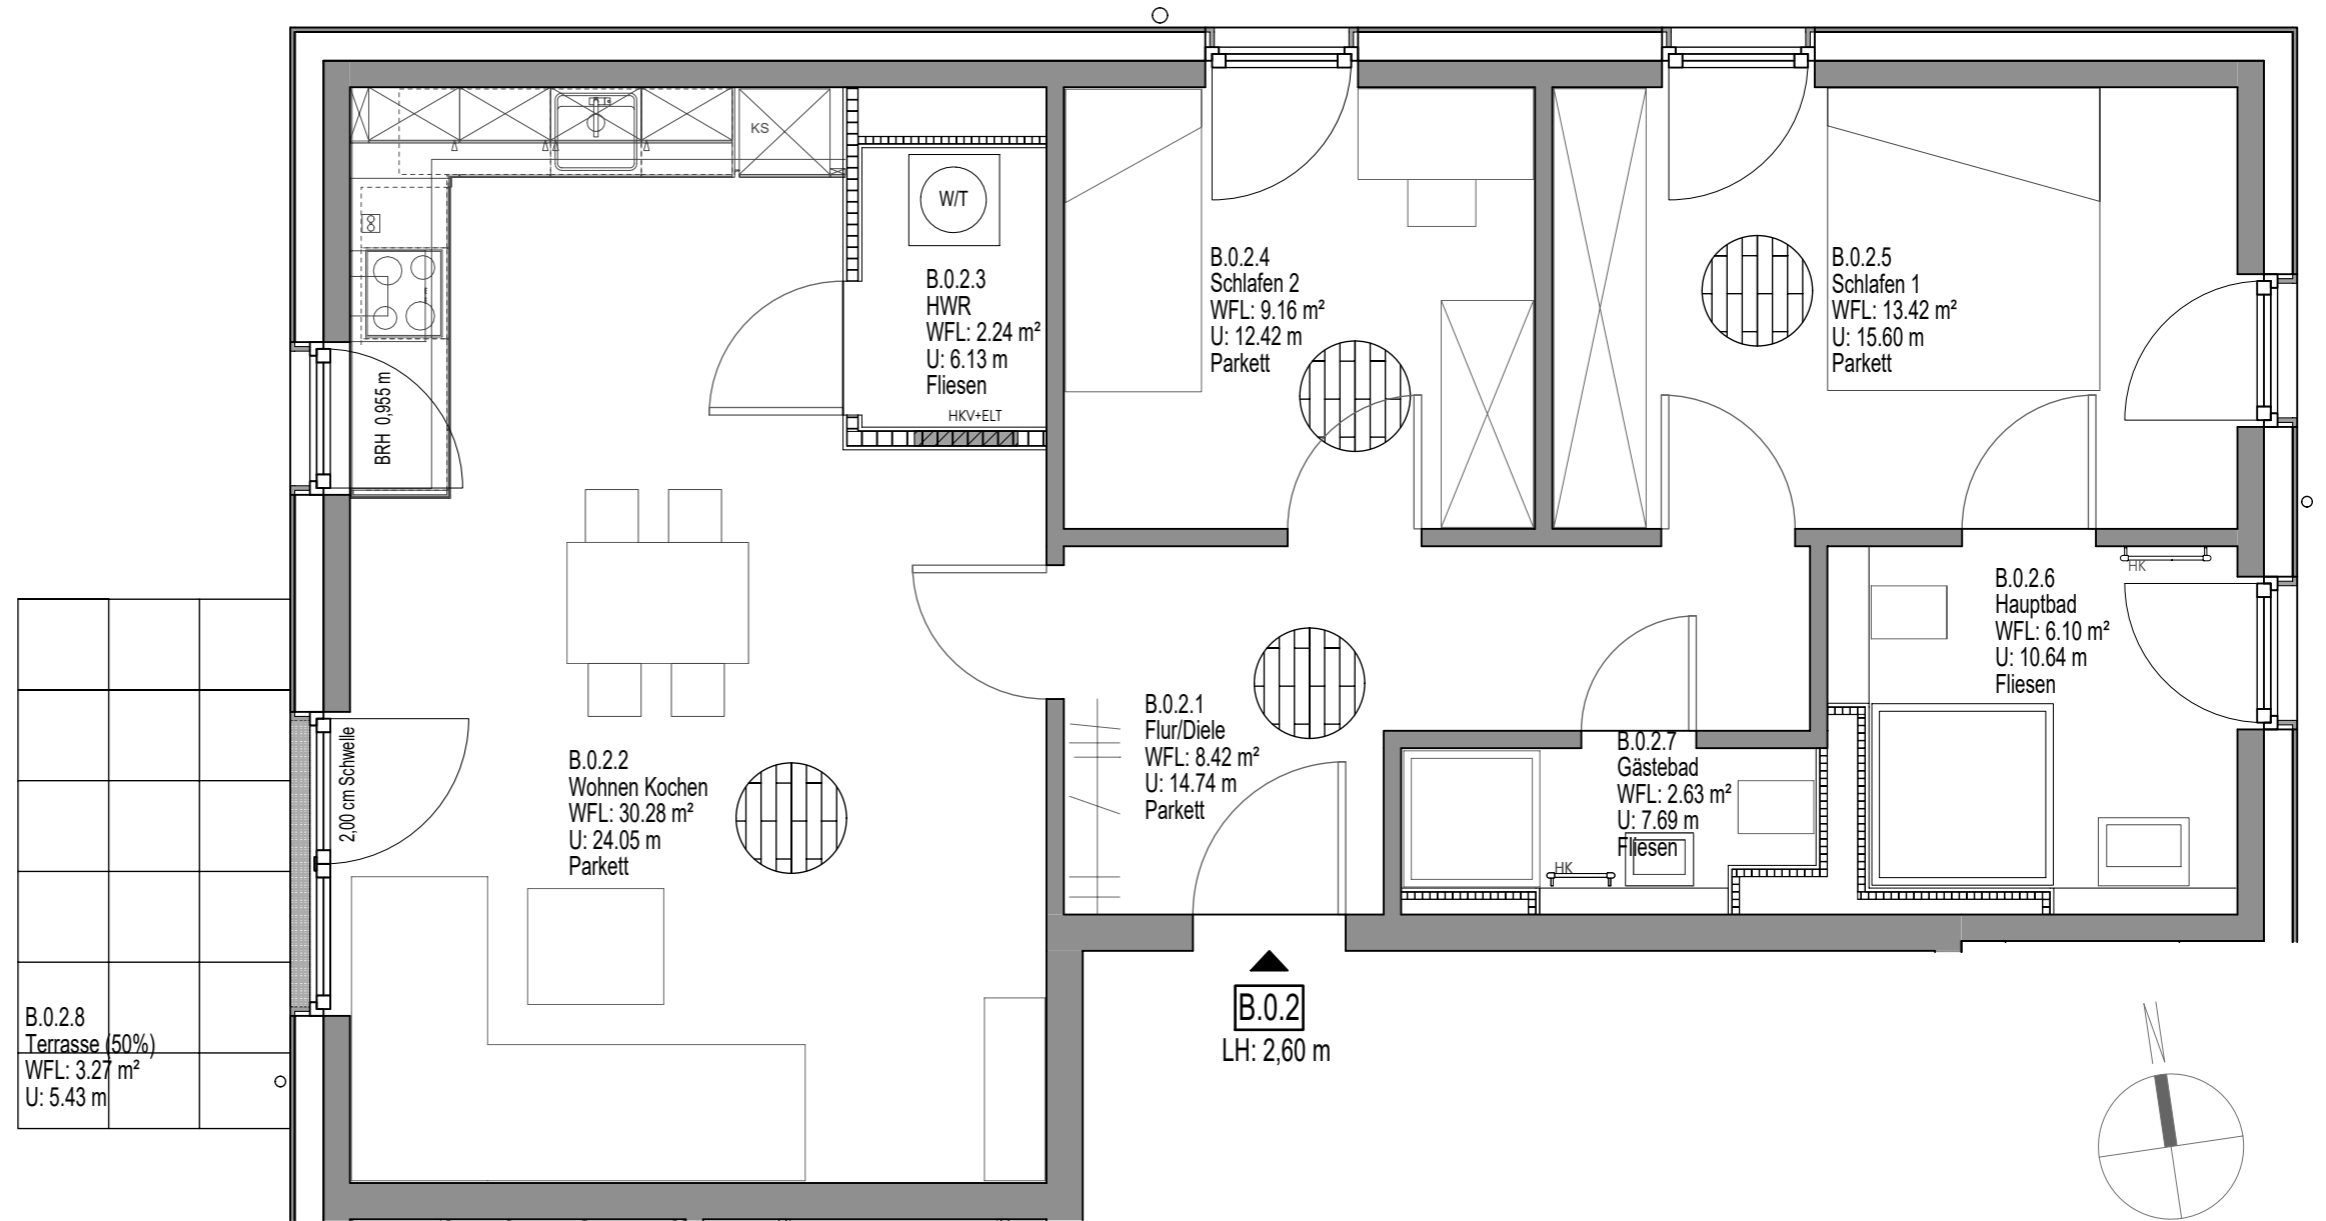 KS
W/T
B.0.2.3
HWR
WFL: 2.24 m²
U: 6.13 m
Fliesen
HKV+ELT
BRH 0,955 m
B.0.2.4
Schlafen 2
WFL: 9.16 m²
U: 12.42 m
Parkett
B.0.2.5
Schlafen 1
WFL: 13.42 m²
U: 15.60 m
Parkett
HK
B.0.2.6
Hauptbad
WFL: 6.10 m²
U: 10.64 m
Fliesen
B.0.2.1
Flur/Diele
WFL: 8.42 m²
U: 14.74 m
Parkett
B.0.2.7
Gästebad
WFL: 2.63 m²
U: 7.69 m
Fliesen
HK
2,00 cm Schwelle
B.0.2.2
Wohnen Kochen
WFL: 30.28 m²
U: 24.05 m
Parkett
B.0.2.8
Terrasse (50%)
WFL: 3.27 m²
U: 5.43 m
B.0.2
LH: 2,60 m